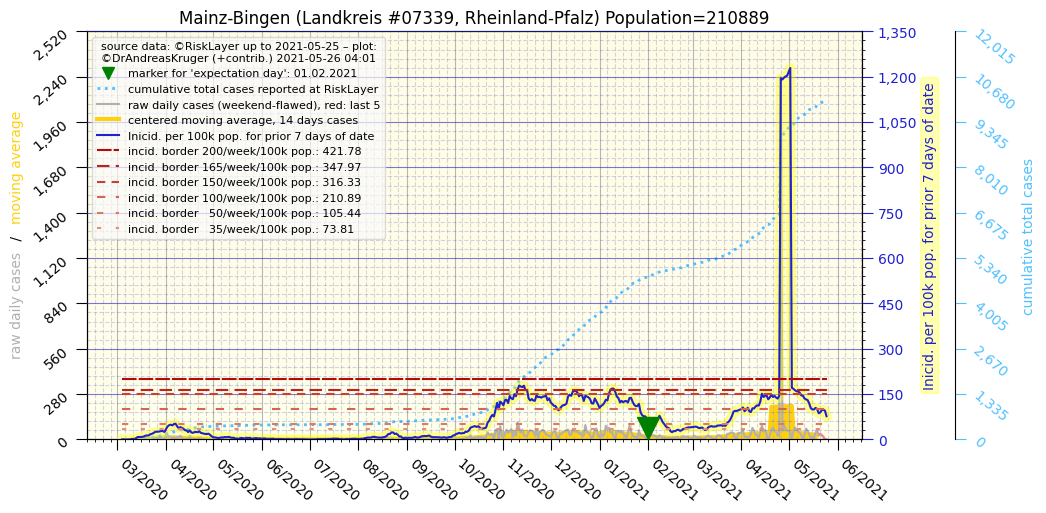 Mainz-Bingen (Landkreis #07339, Rheinland-Pfalz) Population=210889
source data: ©RiskLayer up to 2021-05-25 – plot:
©DrAndreasKruger (+contrib.) 2021-05-26 04:01
marker for 'expectation day': 01.02.2021
cumulative total cases reported at RiskLayer
raw daily cases (weekend-flawed), red: last 5
centered moving average, 14 days cases
Inicid. per 100k pop. for prior 7 days of date
incid. border 200/week/100k pop.: 421.78
incid. border 165/week/100k pop.: 347.97
incid. border 150/week/100k pop.: 316.33
incid. border 100/week/100k pop.: 210.89
incid. border 50/week/100k pop.: 105.44
incid. border 35/week/100k pop.: 73.81
raw daily cases / moving average
2,520
2,240
1,960
1,680
1,400
1,120
840
560
280
0
03/2020
04/2020
05/2020
06/2020
07/2020
08/2020
09/2020
10/2020
11/2020
12/2020
01/2021
02/2021
03/2021
04/2021
05/2021
06/2021
1,350
1,200
1,050
900
750
600
450
300
150
0
Inicid. per 100k pop. for prior 7 days of date
12,015
10,680
9,345
8,010
6,675
5,340
4,005
2,670
1,335
0
cumulative total cases